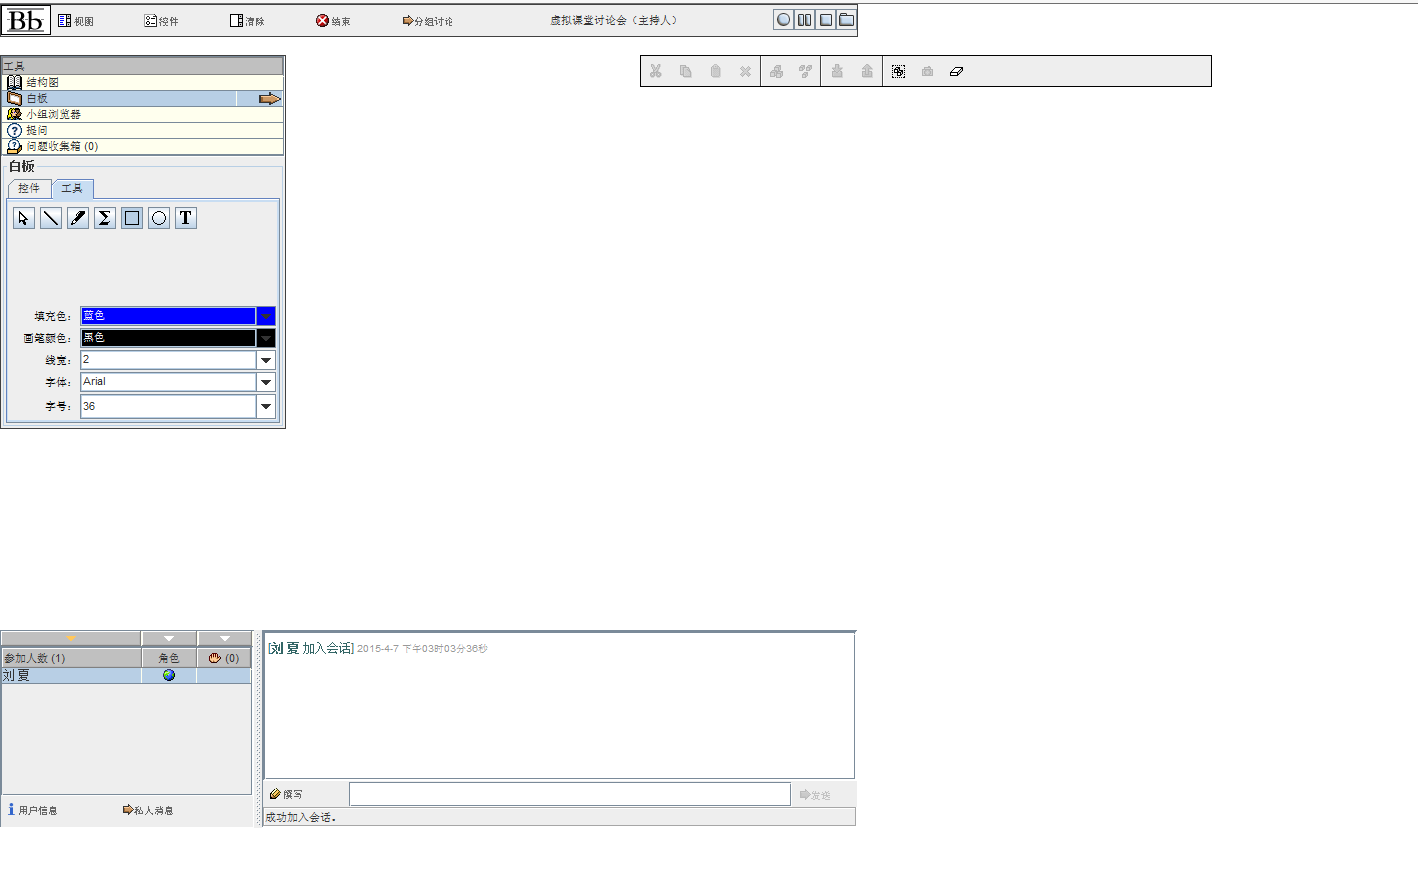 Bb 视图 控件 清除 结束 分组讨论 虚拟课堂讨论会（主持人）
工具
结构图
白板
小组浏览器
提问
问题收集箱 (0)
白板
控件 工具
T
填充色： 蓝色
画笔颜色： 黑色
线宽： 2
字体： Arial
字号： 36
参加人数 (1) 角色 (0)
刘 夏
用户信息 私人消息
[刘 夏 加入会话] 2015-4-7 下午03时03分36秒
撰写 发送
成功加入会话。